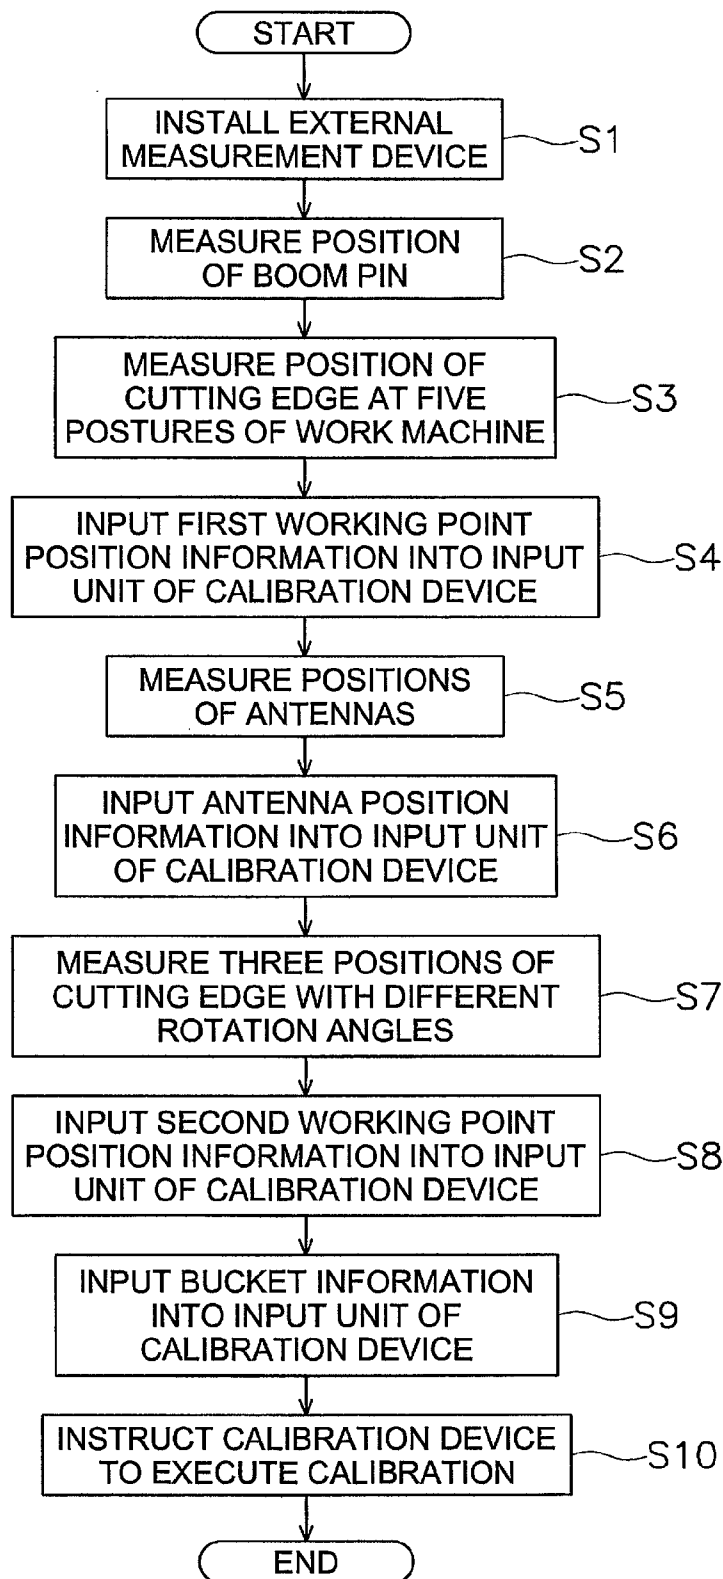 START
INSTALL EXTERNAL
MEASUREMENT DEVICE
S1
MEASURE POSITION
OF BOOM PIN
S2
MEASURE POSITION OF
CUTTING EDGE AT FIVE
POSTURES OF WORK MACHINE
S3
INPUT FIRST WORKING POINT
POSITION INFORMATION INTO INPUT
UNIT OF CALIBRATION DEVICE
S4
MEASURE POSITIONS
OF ANTENNAS
S5
INPUT ANTENNA POSITION
INFORMATION INTO INPUT UNIT
OF CALIBRATION DEVICE
S6
MEASURE THREE POSITIONS OF
CUTTING EDGE WITH DIFFERENT
ROTATION ANGLES
S7
INPUT SECOND WORKING POINT
POSITION INFORMATION INTO INPUT
UNIT OF CALIBRATION DEVICE
S8
INPUT BUCKET INFORMATION
INTO INPUT UNIT OF
CALIBRATION DEVICE
S9
INSTRUCT CALIBRATION DEVICE
TO EXECUTE CALIBRATION
S10
END